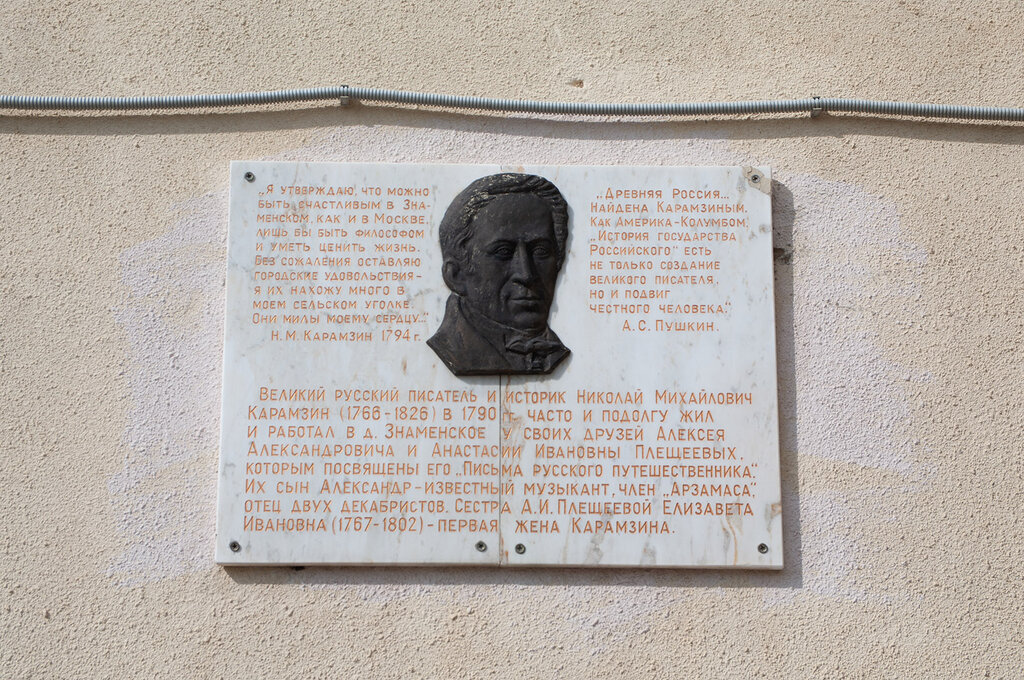 „Я утверждаю, что можно
быть счастливым в Зна-
менском, как и в Москве,
лишь бы быть философом
и уметь ценить жизнь.
Без сожаления оставляю
городские удовольствия-
я их нахожу много в
моем сельском уголке.
Они милы моему сердцу..."
Н.М. Карамзин 1794 г.
„Древняя Россия...
найдена Карамзиным,
как Америка-Колумбом.
„История государства
Российского" есть
не только создание
великого писателя,
но и подвиг
честного человека."
А.С. Пушкин.
Великий русский писатель и историк Николай Михайлович
Карамзин (1766-1826) в 1790 г. часто и подолгу жил
и работал в д. Знаменское у своих друзей Алексея
Александровича и Анастасии Ивановны Плещеевых,
которым посвящены его „Письма русского путешественника".
Их сын Александр-известный музыкант, член „Арзамаса",
отец двух декабристов. Сестра А.И. Плещеевой Елизавета
Ивановна (1767-1802)-первая жена Карамзина.